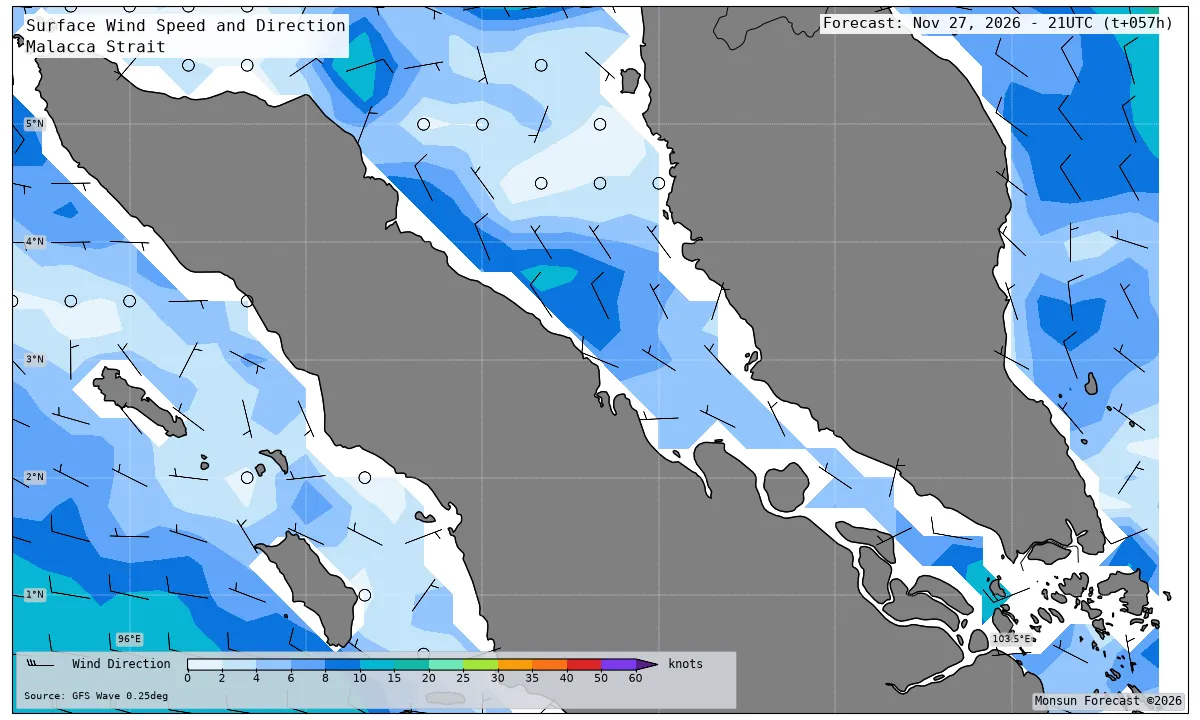 Surface Wind Speed and Direction
Malacca Strait
Forecast: Nov 27, 2026 - 21UTC (t+057h)
5°N
4°N
3°N
2°N
1°N
96°E
103.5°E
Wind Direction
0 2 4 6 8 10 15 20 25 30 35 40 50 60
knots
Source: GFS Wave 0.25deg
Monsun Forecast ©2026